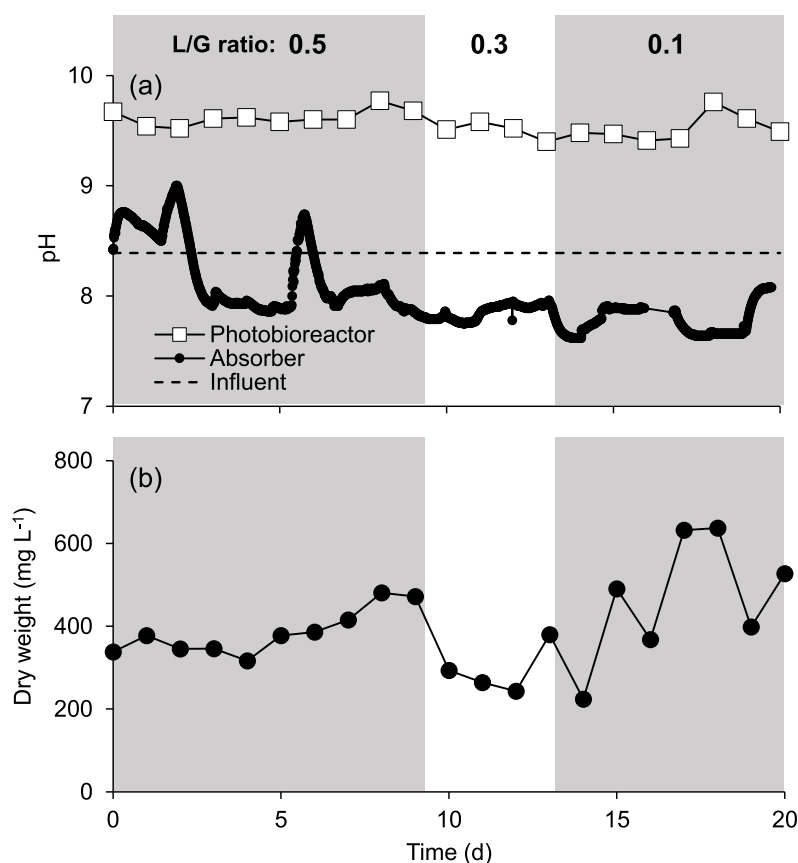 L/G ratio: 0.5 0.3 0.1
(a)
10
9
8
7
pH
Photobioreactor
Absorber
Influent
(b)
800
600
400
200
0
Dry weight (mg L⁻¹)
0 5 10 15 20
Time (d)